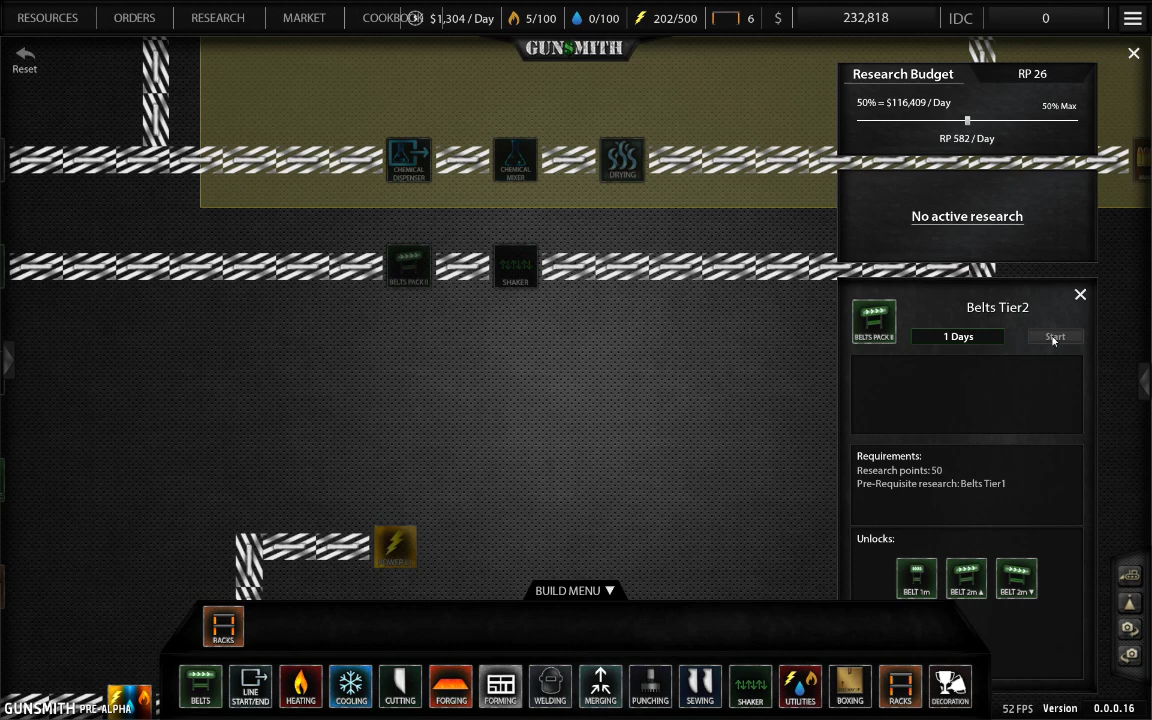 RESOURCES ORDERS RESEARCH MARKET COOKBOOK $1,304 / Day 5/100 0/100 202/500 6 $ 232,818 IDC 0
GUN$MITH
Reset
Research Budget RP 26
50% = $116,409 / Day 50% Max
RP 582 / Day
CHEMICAL DISPENSER CHEMICAL MIXER DRYING
No active research
BELTS PACK II SHAKER
Belts Tier2
BELTS PACK II 1 Days Start
Requirements:
Research points: 50
Pre-Requisite research: Belts Tier1
Unlocks:
BELT 1m BELT 2m▲ BELT 2m▼
BUILD MENU ▼
RACKS
BELTS LINE START/END HEATING COOLING CUTTING FORGING FORMING WELDING MERGING PUNCHING SEWING SHAKER UTILITIES BOXING RACKS DECORATION
GUNSMITH PRE-ALPHA 52 FPS Version 0.0.0.16